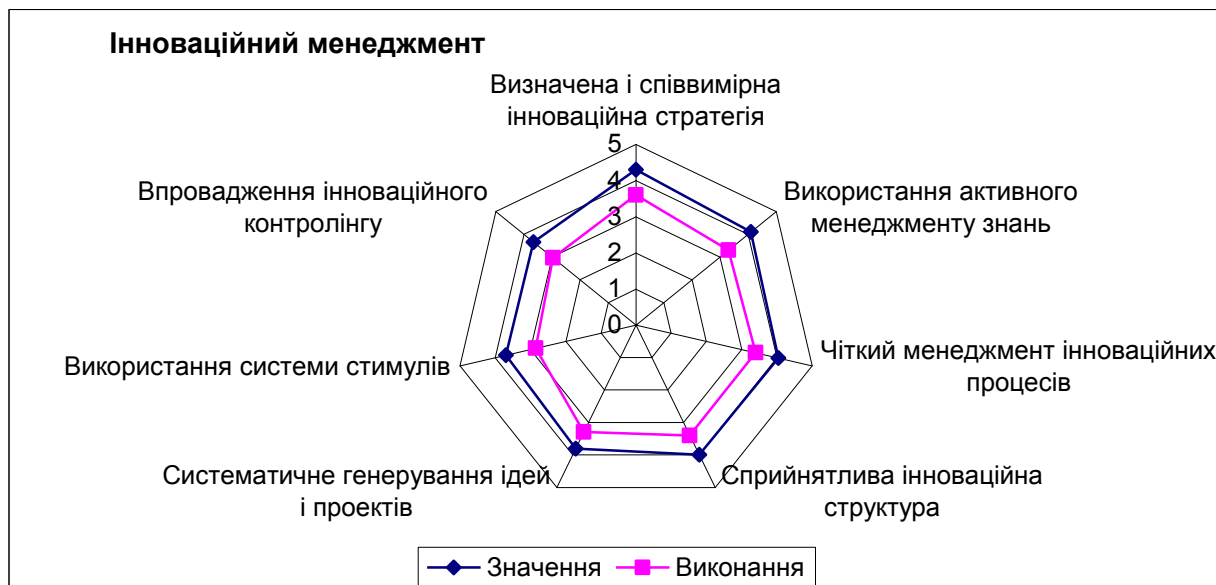 Інноваційний менеджмент
Визначена і співвимірна
інноваційна стратегія
Використання активного
менеджменту знань
Чіткий менеджмент інноваційних
процесів
Сприйнятлива інноваційна
структура
Систематичне генерування ідей
і проектів
Використання системи стимулів
Впровадження інноваційного
контролінгу
5
4
3
2
1
0
Значення
Виконання